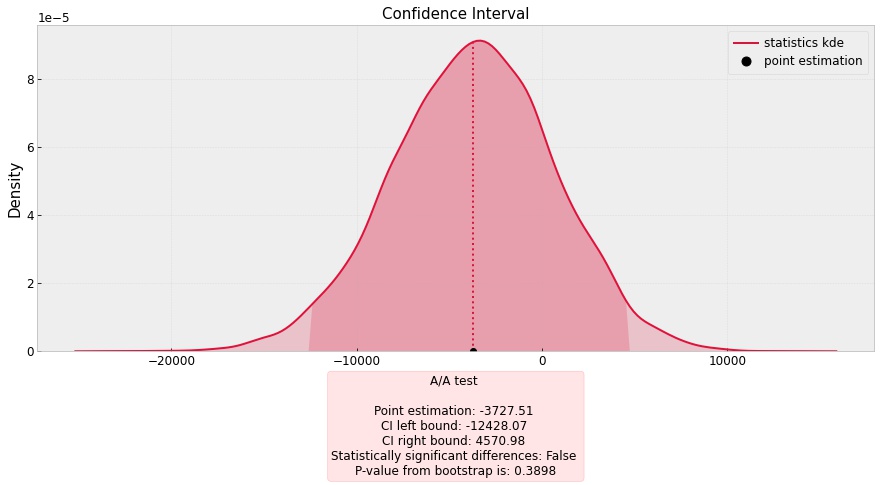 Confidence Interval
1e−5
statistics kde
point estimation
Density
8
6
4
2
0
−20000
−10000
0
10000
A/A test
Point estimation: -3727.51
CI left bound: -12428.07
CI right bound: 4570.98
Statistically significant differences: False
P-value from bootstrap is: 0.3898